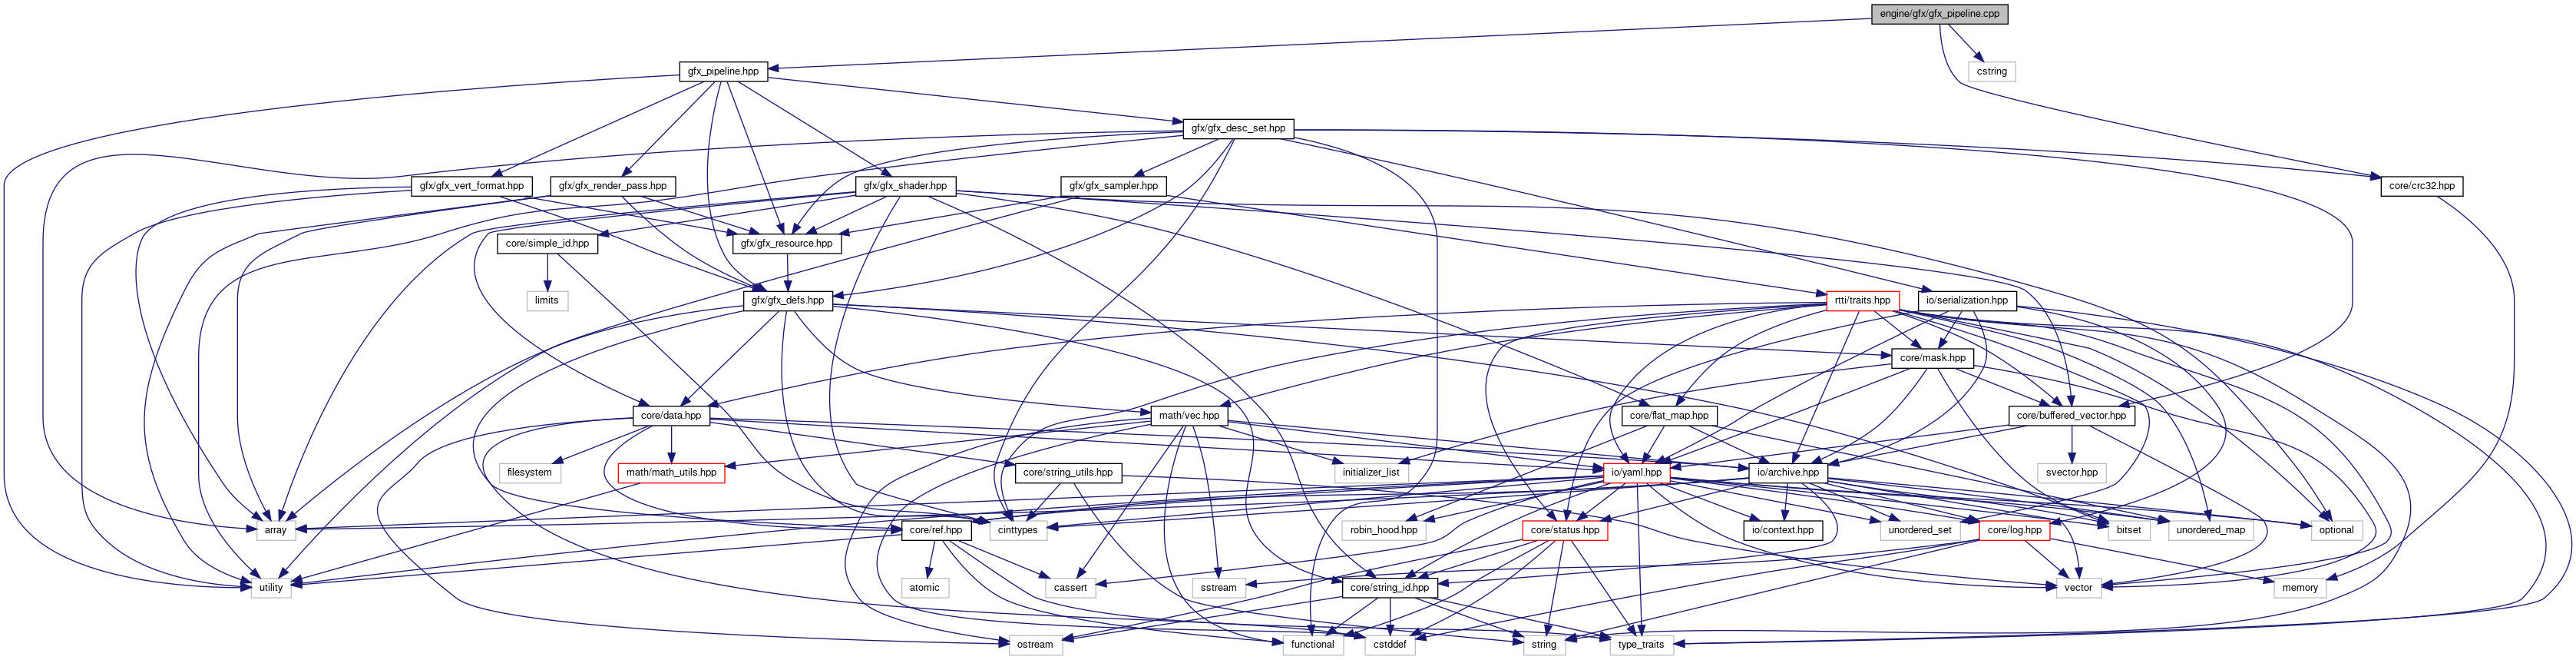 engine/gfx/gfx_pipeline.cpp
gfx_pipeline.hpp
cstring
gfx/gfx_desc_set.hpp
gfx/gfx_vert_format.hpp
gfx/gfx_render_pass.hpp
gfx/gfx_shader.hpp
gfx/gfx_sampler.hpp
core/crc32.hpp
core/simple_id.hpp
gfx/gfx_resource.hpp
limits
gfx/gfx_defs.hpp
rtti/traits.hpp
io/serialization.hpp
core/mask.hpp
core/data.hpp
math/vec.hpp
core/flat_map.hpp
core/buffered_vector.hpp
filesystem
math/math_utils.hpp
core/string_utils.hpp
initializer_list
io/yaml.hpp
io/archive.hpp
svector.hpp
array
core/ref.hpp
cinttypes
robin_hood.hpp
core/status.hpp
io/context.hpp
unordered_set
core/log.hpp
bitset
unordered_map
optional
utility
atomic
cassert
sstream
core/string_id.hpp
vector
memory
ostream
functional
cstddef
string
type_traits